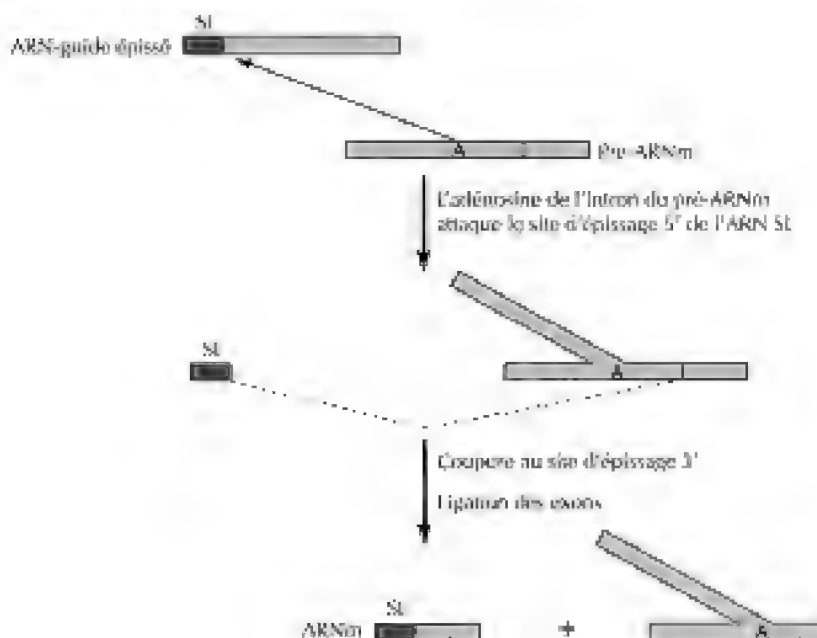 SL
ARN-guide épissé
A
Pré-ARNm
L'adénosine de l'intron du pré-ARNm
attaque le site d'épissage 5' de l'ARN SL
SL
A
Coupure au site d'épissage 3'
Ligation des exons
SL
ARNm
+
A